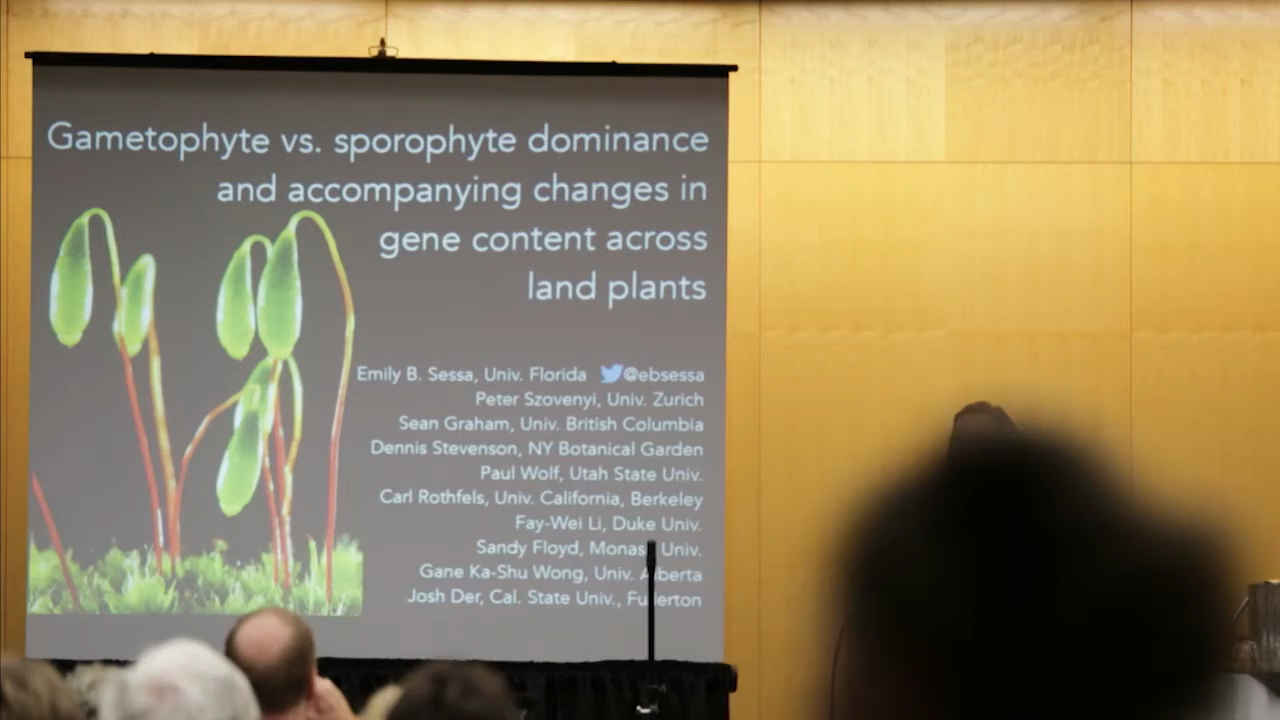 Gametophyte vs. sporophyte dominance
and accompanying changes in
gene content across
land plants
Emily B. Sessa, Univ. Florida @ebsessa
Peter Szovenyi, Univ. Zurich
Sean Graham, Univ. British Columbia
Dennis Stevenson, NY Botanical Garden
Paul Wolf, Utah State Univ.
Carl Rothfels, Univ. California, Berkeley
Fay-Wei Li, Duke Univ.
Sandy Floyd, Monas Univ.
Gane Ka-Shu Wong, Univ. Alberta
Josh Der, Cal. State Univ., Fullerton